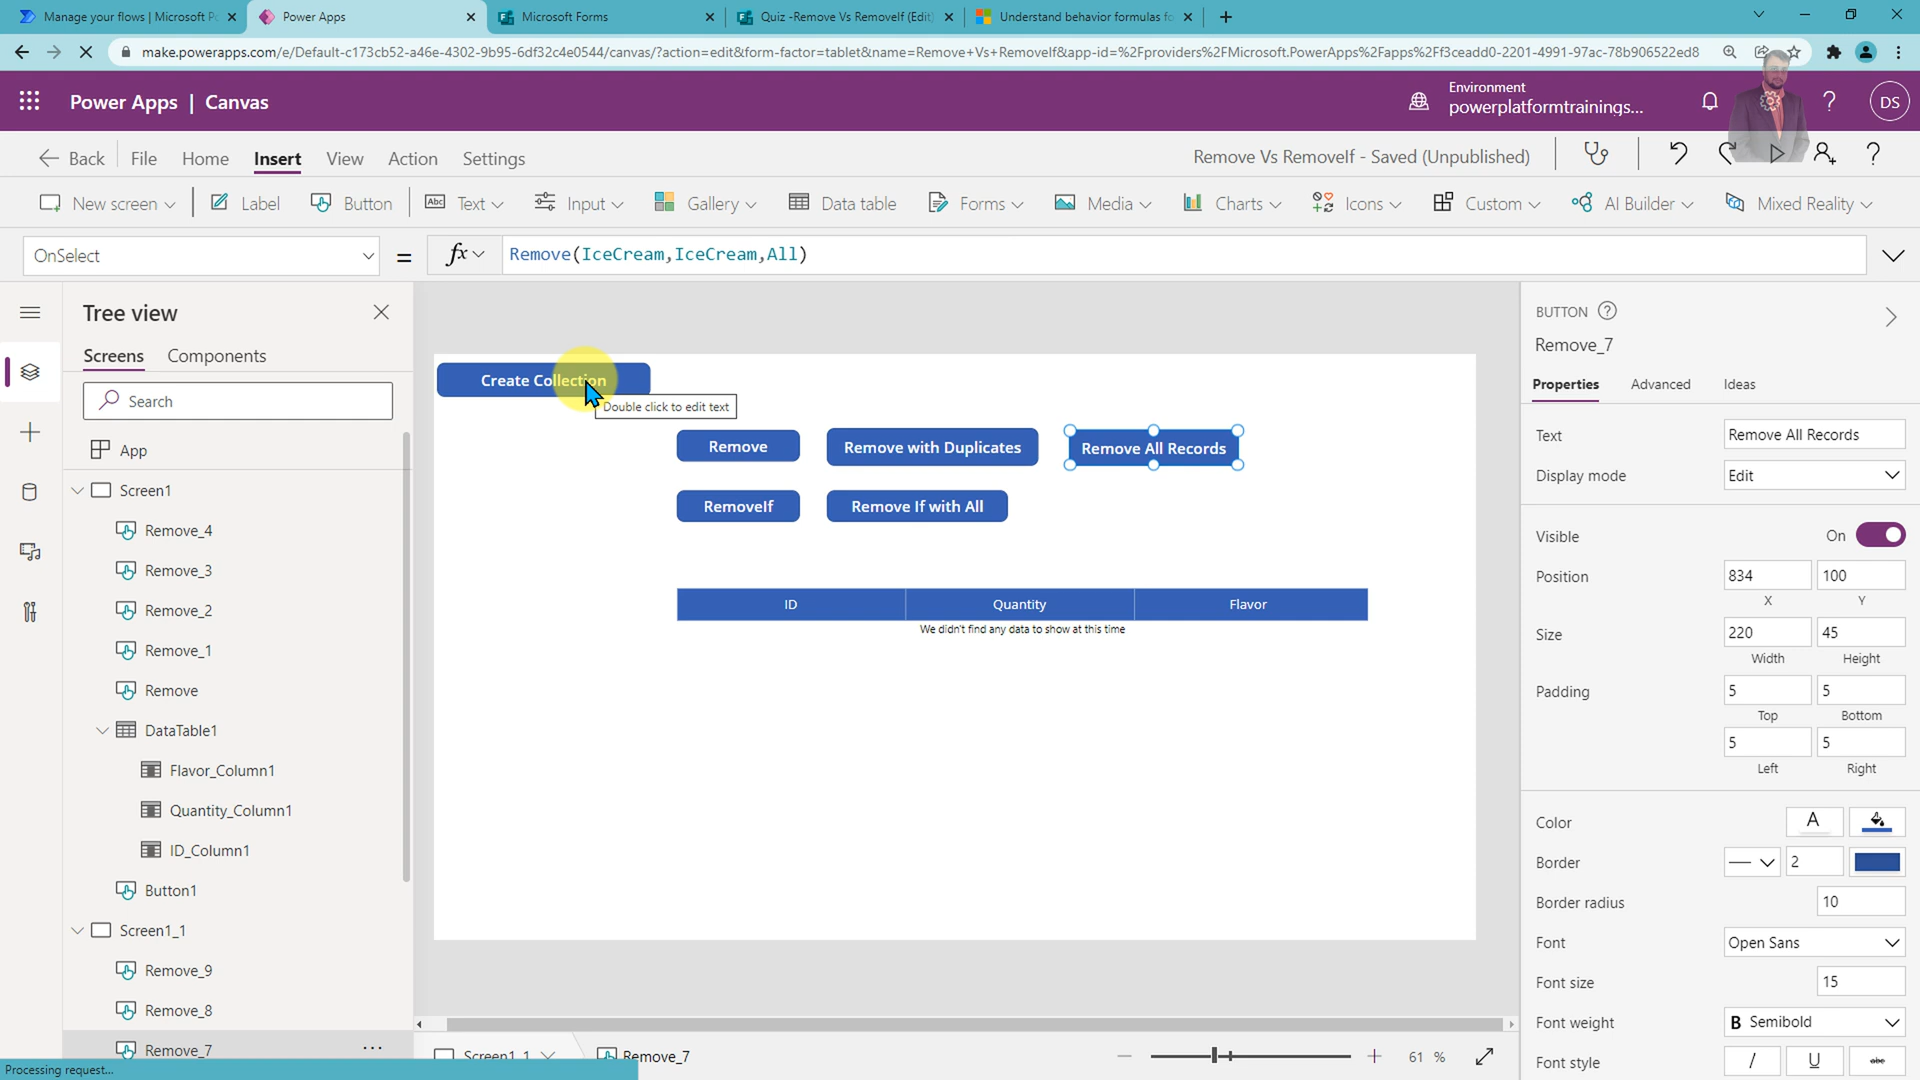 Manage your flows | Microsoft Po
Power Apps
Microsoft Forms
Quiz -Remove Vs RemoveIf (Edit)
Understand behavior formulas fo
make.powerapps.com/e/Default-c173cb52-a46e-4302-9b95-6df32c4e0544/canvas/?action=edit&form-factor=tablet&name=Remove+Vs+RemoveIf&app-id=%2Fproviders%2FMicrosoft.PowerApps%2Fapps%2Ff3ceadd0-2201-4991-97ac-78b906522ed8
Power Apps | Canvas
Environment
powerplatformtrainings...
DS
Back File Home Insert View Action Settings
Remove Vs RemoveIf - Saved (Unpublished)
New screen Label Button Text Input Gallery Data table Forms Media Charts Icons Custom AI Builder Mixed Reality
OnSelect = fx Remove(IceCream,IceCream,All)
Tree view
Screens Components
Search
App
Screen1
Remove_4
Remove_3
Remove_2
Remove_1
Remove
DataTable1
Flavor_Column1
Quantity_Column1
ID_Column1
Button1
Screen1_1
Remove_9
Remove_8
Remove_7 ...
Processing request...
Create Collection
Double click to edit text
Remove Remove with Duplicates Remove All Records
RemoveIf Remove If with All
ID Quantity Flavor
We didn't find any data to show at this time
Screen1_1 Remove_7
61 %
BUTTON
Remove_7
Properties Advanced Ideas
Text Remove All Records
Display mode Edit
Visible On
Position 834 100
X Y
Size 220 45
Width Height
Padding 5 5
Top Bottom
5 5
Left Right
Color A
Border 2
Border radius 10
Font Open Sans
Font size 15
Font weight B Semibold
Font style / U abc